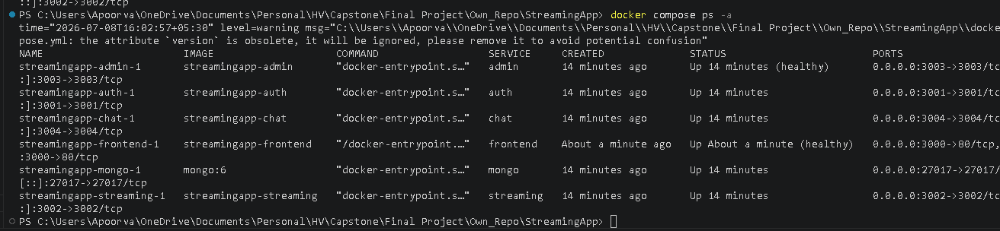 ::]:3002->3002/tcp
PS C:\Users\Apoorva\OneDrive\Documents\Personal\HV\Capstone\Final Project\Own_Repo\StreamingApp> docker compose ps -a
time="2026-07-08T16:02:57+05:30" level=warning msg="C:\\Users\\Apoorva\\OneDrive\\Documents\\Personal\\HV\\Capstone\\Final Project\\Own_Repo\\StreamingApp\\docke
pose.yml: the attribute `version` is obsolete, it will be ignored, please remove it to avoid potential confusion"
NAME IMAGE COMMAND SERVICE CREATED STATUS PORTS
streamingapp-admin-1 streamingapp-admin "docker-entrypoint.s…" admin 14 minutes ago Up 14 minutes (healthy) 0.0.0.0:3003->3003/tc
:]:3003->3003/tcp
streamingapp-auth-1 streamingapp-auth "docker-entrypoint.s…" auth 14 minutes ago Up 14 minutes 0.0.0.0:3001->3001/tc
:]:3001->3001/tcp
streamingapp-chat-1 streamingapp-chat "docker-entrypoint.s…" chat 14 minutes ago Up 14 minutes 0.0.0.0:3004->3004/tc
:]:3004->3004/tcp
streamingapp-frontend-1 streamingapp-frontend "/docker-entrypoint.…" frontend About a minute ago Up About a minute (healthy) 0.0.0.0:3000->80/tcp,
:3000->80/tcp
streamingapp-mongo-1 mongo:6 "docker-entrypoint.s…" mongo 14 minutes ago Up 14 minutes 0.0.0.0:27017->27017/
[::]:27017->27017/tcp
streamingapp-streaming-1 streamingapp-streaming "docker-entrypoint.s…" streaming 14 minutes ago Up 14 minutes 0.0.0.0:3002->3002/tc
:]:3002->3002/tcp
PS C:\Users\Apoorva\OneDrive\Documents\Personal\HV\Capstone\Final Project\Own_Repo\StreamingApp>